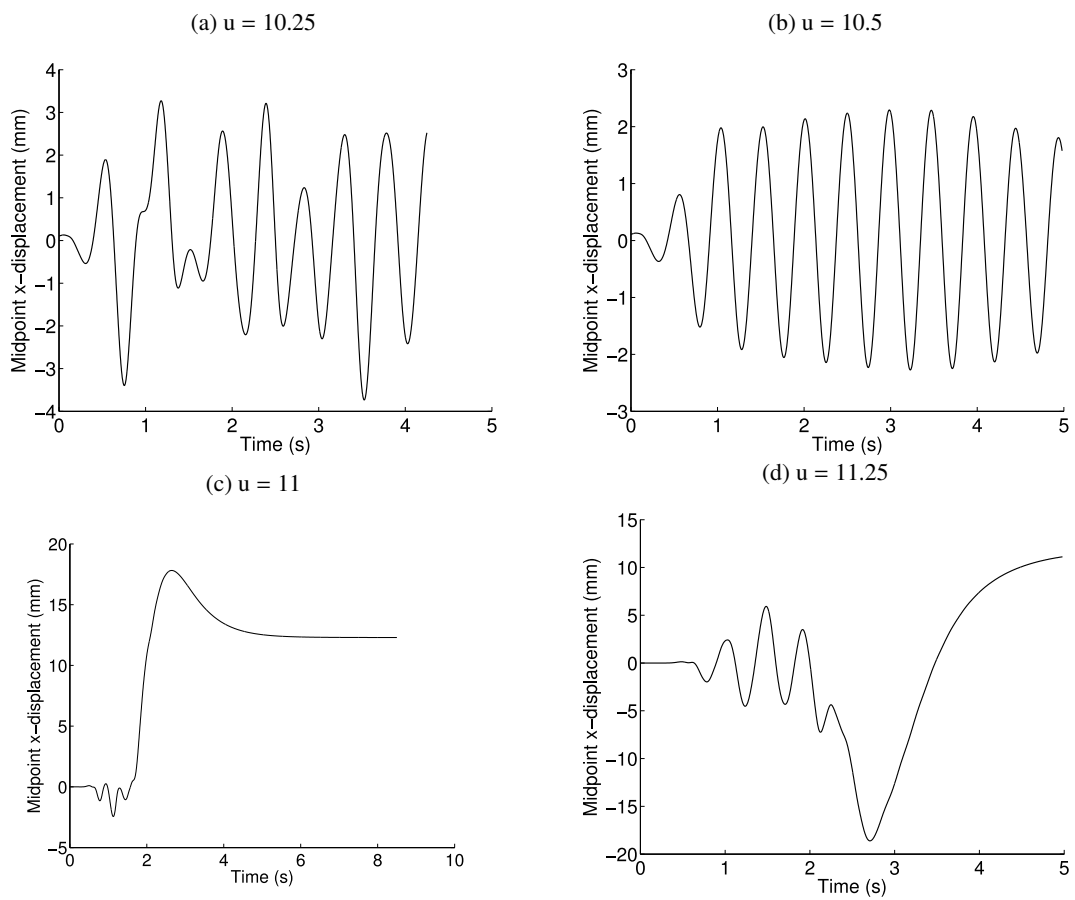 (a) u = 10.25
Midpoint x−displacement (mm)
4
3
2
1
0
−1
−2
−3
−4
0 1 2 3 4 5
Time (s)
(b) u = 10.5
Midpoint x−displacement (mm)
3
2
1
0
−1
−2
−3
0 1 2 3 4 5
Time (s)
(c) u = 11
Midpoint x−displacement (mm)
20
15
10
5
0
−5
0 2 4 6 8 10
Time (s)
(d) u = 11.25
Midpoint x−displacement (mm)
15
10
5
0
−5
−10
−15
−20
0 1 2 3 4 5
Time (s)